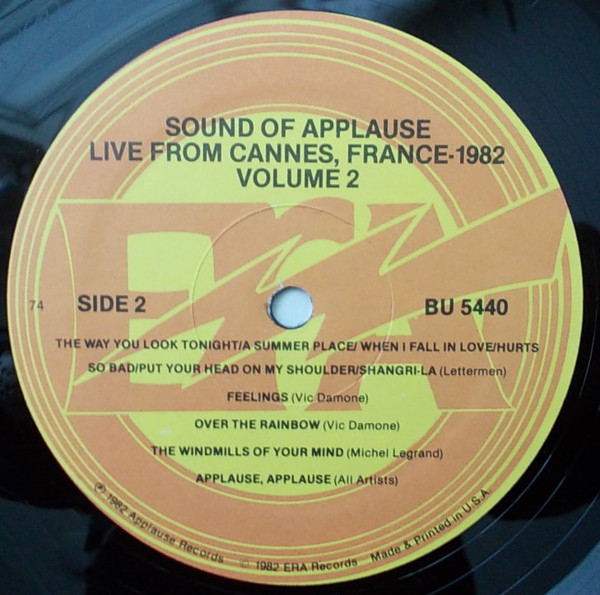 SOUND OF APPLAUSE
LIVE FROM CANNES, FRANCE-1982
VOLUME 2
ERA
74 SIDE 2 BU 5440
THE WAY YOU LOOK TONIGHT/A SUMMER PLACE/ WHEN I FALL IN LOVE/HURTS
SO BAD/PUT YOUR HEAD ON MY SHOULDER/SHANGRI-LA (Lettermen)
FEELINGS (Vic Damone)
OVER THE RAINBOW (Vic Damone)
THE WINDMILLS OF YOUR MIND (Michel Legrand)
APPLAUSE, APPLAUSE (All Artists)
℗ 1982 Applause Records © 1982 ERA Records Made & Printed in U.S.A.